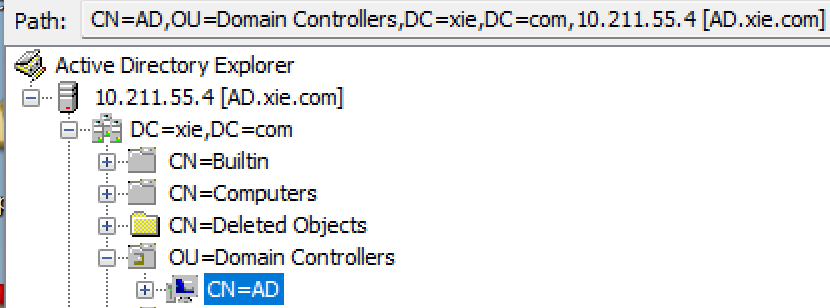 Path: CN=AD,OU=Domain Controllers,DC=xie,DC=com,10.211.55.4 [AD.xie.com]
Active Directory Explorer
10.211.55.4 [AD.xie.com]
DC=xie,DC=com
CN=Builtin
CN=Computers
CN=Deleted Objects
OU=Domain Controllers
CN=AD